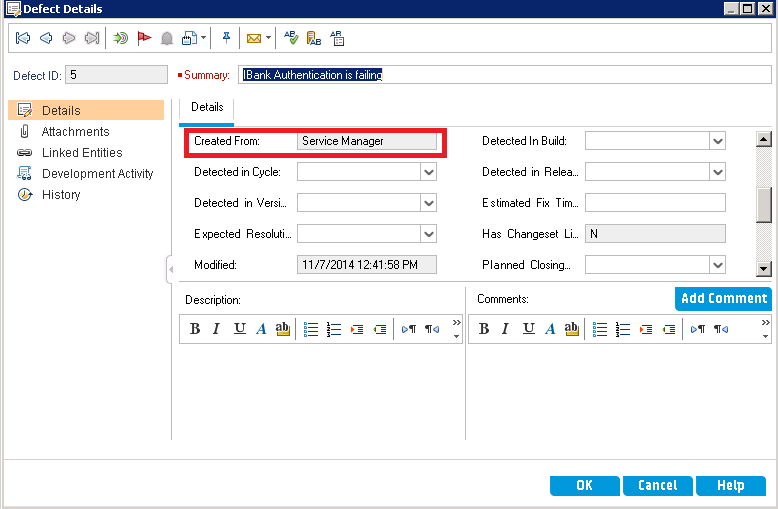 Defect Details
Defect ID: 5 Summary: IBank Authentication is failing
Details
Attachments
Linked Entities
Development Activity
History
Details
Created From: Service Manager Detected In Build:
Detected in Cycle: Detected in Relea...
Detected in Versi... Estimated Fix Tim...
Expected Resoluti... Has Changeset Li... N
Modified: 11/7/2014 12:41:58 PM Planned Closing...
Description: Comments: Add Comment
B I U A ab B I U A ab
OK Cancel Help